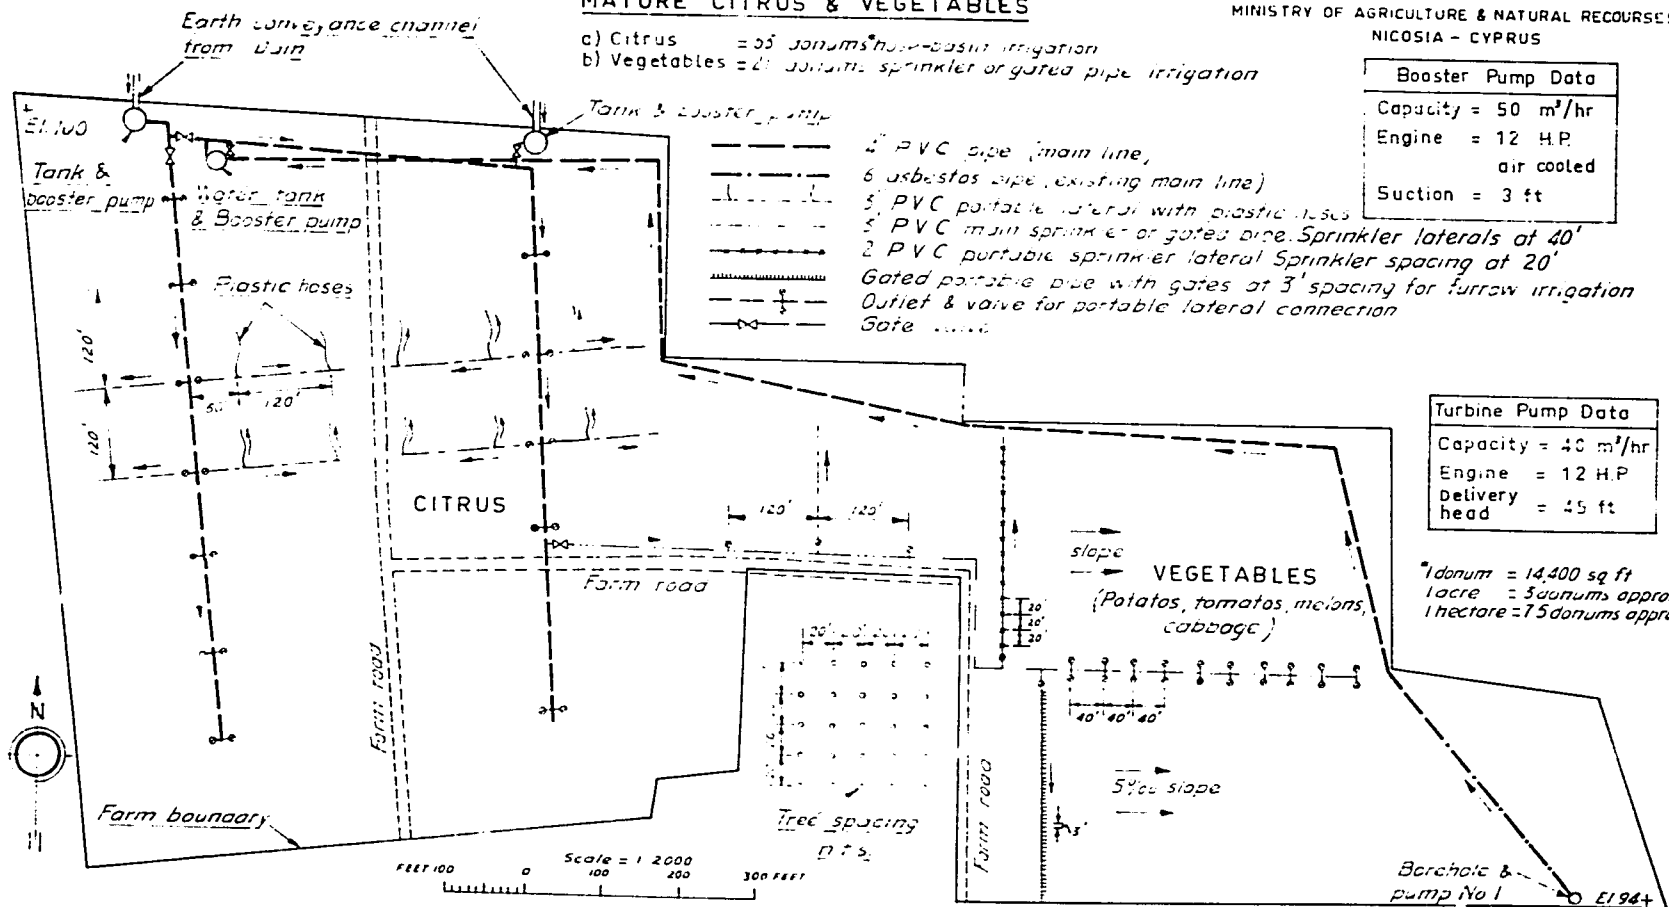 MATURE CITRUS & VEGETABLES
MINISTRY OF AGRICULTURE & NATURAL RECOURSES
NICOSIA - CYPRUS
Earth conveyance channel
from
a) Citrus = donums* irrigation
b) Vegetables = donums sprinkler or gated pipe irrigation
Booster Pump Data
Capacity = 50 m³/hr
Engine = 12 H.P.
air cooled
Suction = 3 ft
Tank & booster pump
El. 100
Tank &
booster pump
Water tank
& Booster pump
4" PVC pipe (main line)
6 asbestos pipe (existing main line)
PVC portable lateral with plastic hoses
PVC main sprinkler or gated pipe. Sprinkler laterals at 40'
2 PVC portable sprinkler lateral Sprinkler spacing at 20'
Gated portable pipe with gates at 3' spacing for furrow irrigation
Outlet & valve for portable lateral connection
Gate
Plastic hoses
120'
120'
60'
120'
Turbine Pump Data
Capacity = 40 m³/hr
Engine = 12 H.P
Delivery
head = 45 ft
CITRUS
120'
120'
slope
VEGETABLES
(Potatos, tomatos, melons,
cabbage)
*1 donum = 14,400 sq ft
1 acre = 3 donums appro
1 hectare = 7.5 donums appro
Farm road
20'
20'
20'
20'
20'
Farm road
N
40'
40'
40'
Farm road
5‰ slope
3'
Farm boundary
Tree spacing
n.t.s.
Scale = 1 2000
FEET 100
0
100
200
300 FEET
Borehole &
pump No 1
El 94+